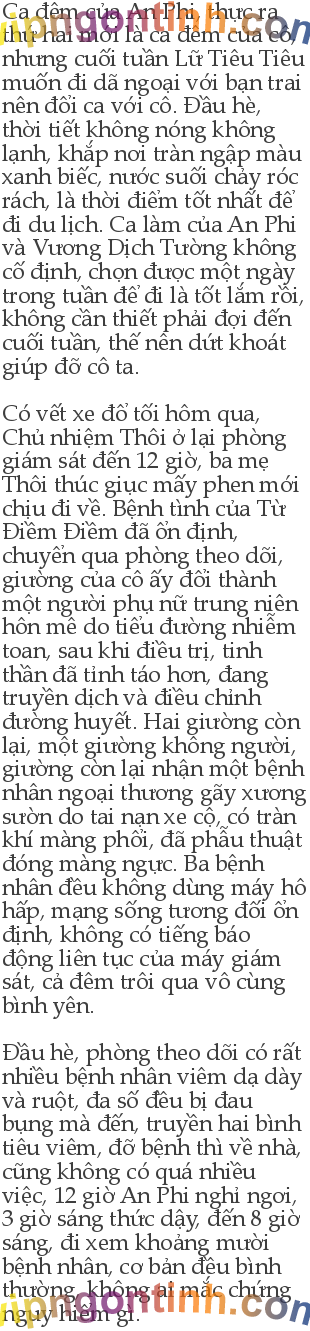 Ca đêm của An Phi, thực ra
thứ hai mới là ca đêm của cô,
nhưng cuối tuần Lữ Tiêu Tiêu
muốn đi dã ngoại với bạn trai
nên đổi ca với cô. Đầu hè,
thời tiết không nóng không
lạnh, khắp nơi tràn ngập màu
xanh biếc, nước suối chảy róc
rách, là thời điểm tốt nhất để
đi du lịch. Ca làm của An Phi
và Vương Dịch Tường không
cố định, chọn được một ngày
trong tuần để đi là tốt lắm rồi,
không cần thiết phải đợi đến
cuối tuần, thế nên dứt khoát
giúp đỡ cô ta.
Có vết xe đổ tối hôm qua,
Chủ nhiệm Thôi ở lại phòng
giám sát đến 12 giờ, ba mẹ
Thôi thúc giục mấy phen mới
chịu đi về. Bệnh tình của Từ
Điềm Điềm đã ổn định,
chuyển qua phòng theo dõi,
giường của cô ấy đổi thành
một người phụ nữ trung niên
hôn mê do tiểu đường nhiễm
toan, sau khi điều trị, tinh
thần đã tỉnh táo hơn, đang
truyền dịch và điều chỉnh
đường huyết. Hai giường còn
lại, một giường không người,
giường còn lại nhận một bệnh
nhân ngoại thương gãy xương
sườn do tai nạn xe cộ, có tràn
khí màng phổi, đã phẫu thuật
đóng màng ngực. Ba bệnh
nhân đều không dùng máy hô
hấp, mạng sống tương đối ổn
định, không có tiếng báo
động liên tục của máy giám
sát, cả đêm trôi qua vô cùng
bình yên.
Đầu hè, phòng theo dõi có rất
nhiều bệnh nhân viêm dạ dày
và ruột, đa số đều bị đau
bụng mà đến, truyền hai bình
tiêu viêm, đỡ bệnh thì về nhà,
cũng không có quá nhiều
việc, 12 giờ An Phi nghỉ ngơi,
3 giờ sáng thức dậy, đến 8 giờ
sáng, đi xem khoảng mười
bệnh nhân, cơ bản đều bình
thường, không ai mắc chứng
nguy hiểm gì.